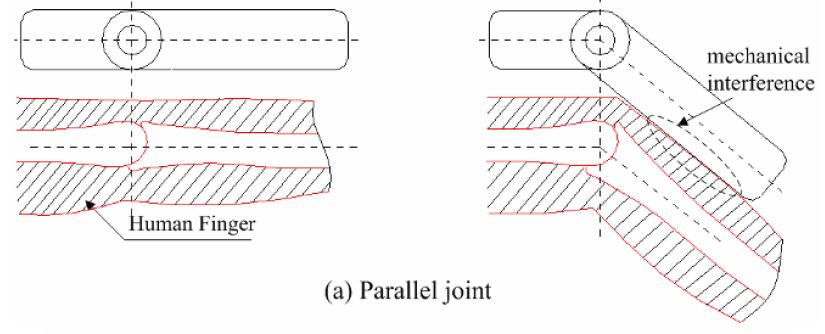 mechanical
interference
Human Finger
(a) Parallel joint